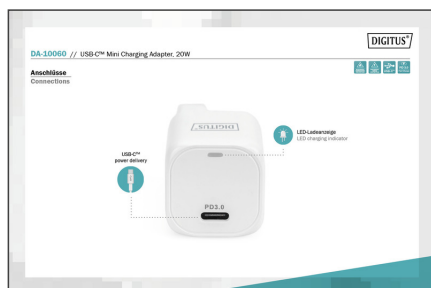 DIGITUS®
DA-10060 // USB-C™ Mini Charging Adapter, 20W
Anschlüsse
Connections
DIGITUS
LED-Ladeanzeige
LED charging indicator
USB-C™
power delivery
PD3.0